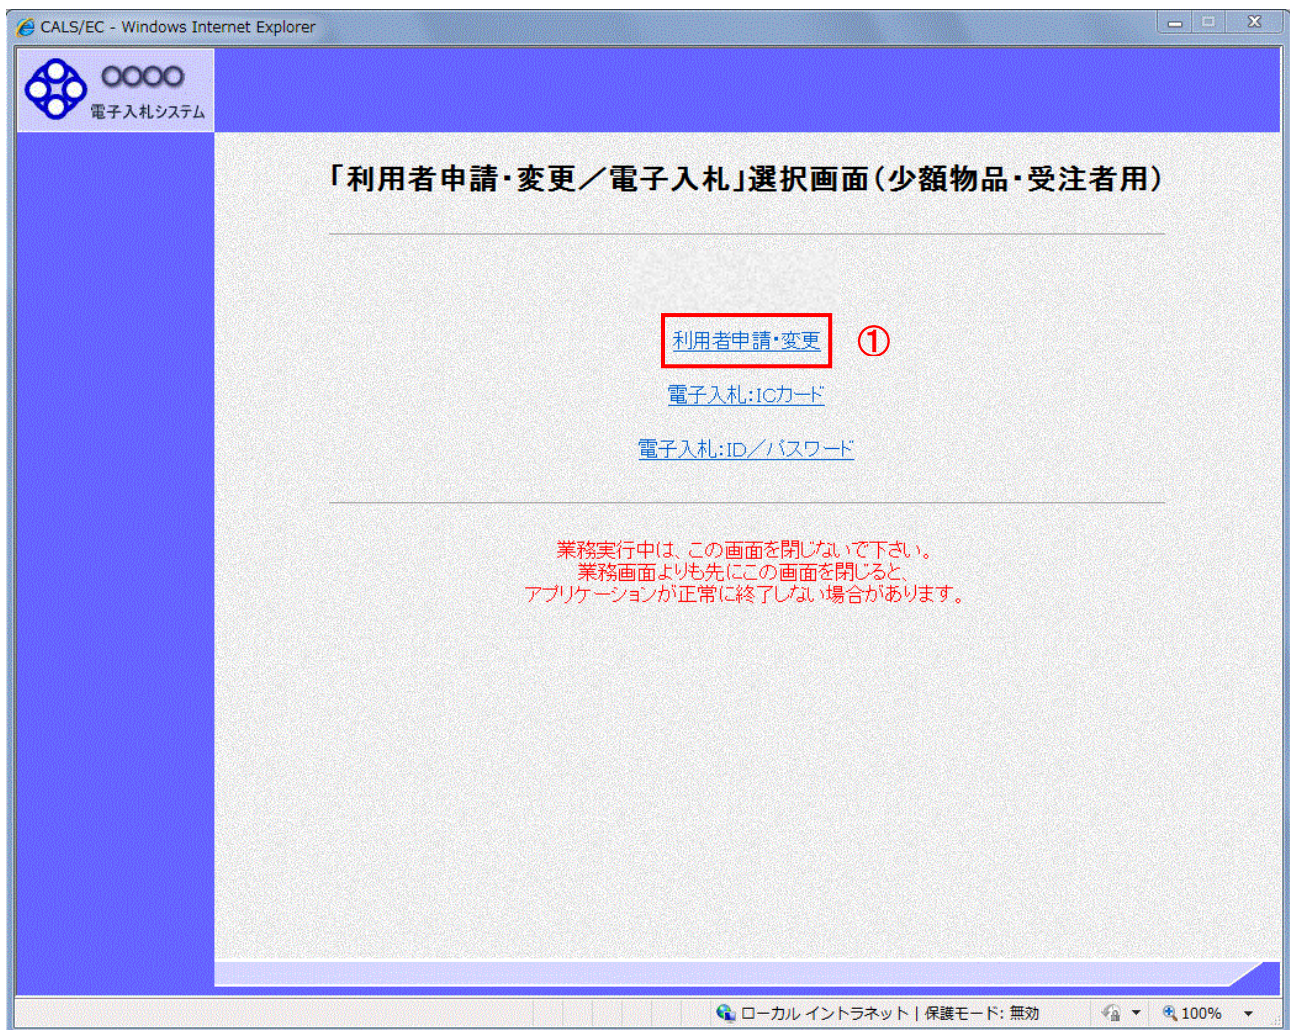 CALS/EC - Windows Internet Explorer
○○○○
電子入札システム
「利用者申請・変更／電子入札」選択画面(少額物品・受注者用)
利用者申請・変更
①
電子入札:ICカード
電子入札:ID／パスワード
業務実行中は、この画面を閉じないで下さい。
業務画面よりも先にこの画面を閉じると、
アプリケーションが正常に終了しない場合があります。
ローカル イントラネット | 保護モード: 無効
100%